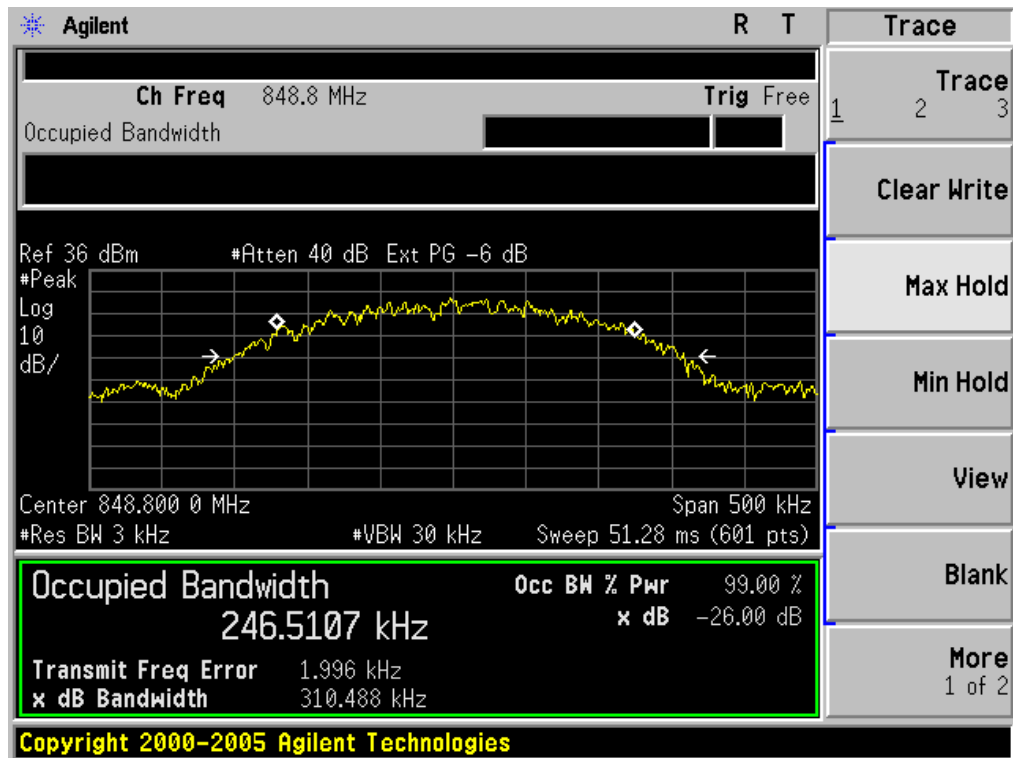 Agilent R T Trace
Ch Freq 848.8 MHz Trig Free
Occupied Bandwidth
Trace
1 2 3
Clear Write
Max Hold
Min Hold
View
Blank
More
1 of 2
Ref 36 dBm #Atten 40 dB Ext PG -6 dB
#Peak
Log
10
dB/
Center 848.800 0 MHz Span 500 kHz
#Res BW 3 kHz #VBW 30 kHz Sweep 51.28 ms (601 pts)
Occupied Bandwidth Occ BW % Pwr 99.00 %
246.5107 kHz x dB -26.00 dB
Transmit Freq Error 1.996 kHz
x dB Bandwidth 310.488 kHz
Copyright 2000-2005 Agilent Technologies